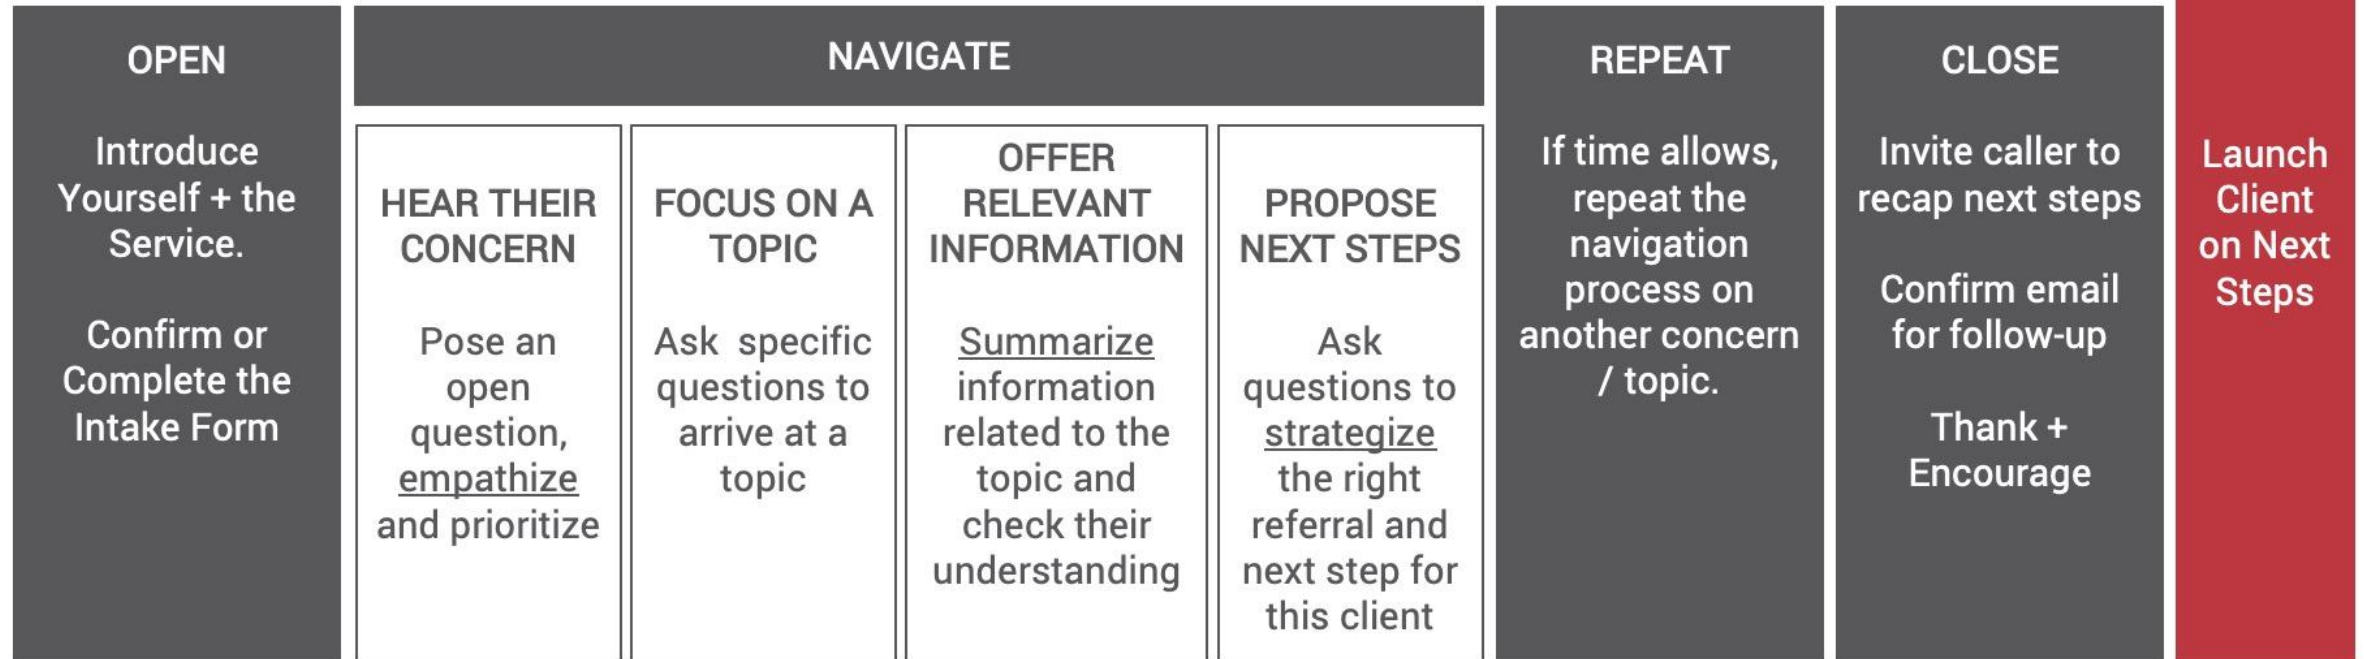 OPEN
Introduce
Yourself + the
Service.
Confirm or
Complete the
Intake Form
NAVIGATE
HEAR THEIR
CONCERN
Pose an
open
question,
empathize
and prioritize
FOCUS ON A
TOPIC
Ask specific
questions to
arrive at a
topic
OFFER
RELEVANT
INFORMATION
Summarize
information
related to the
topic and
check their
understanding
PROPOSE
NEXT STEPS
Ask
questions to
strategize
the right
referral and
next step for
this client
REPEAT
If time allows,
repeat the
navigation
process on
another concern
/ topic.
CLOSE
Invite caller to
recap next steps
Confirm email
for follow-up
Thank +
Encourage
Launch
Client
on Next
Steps